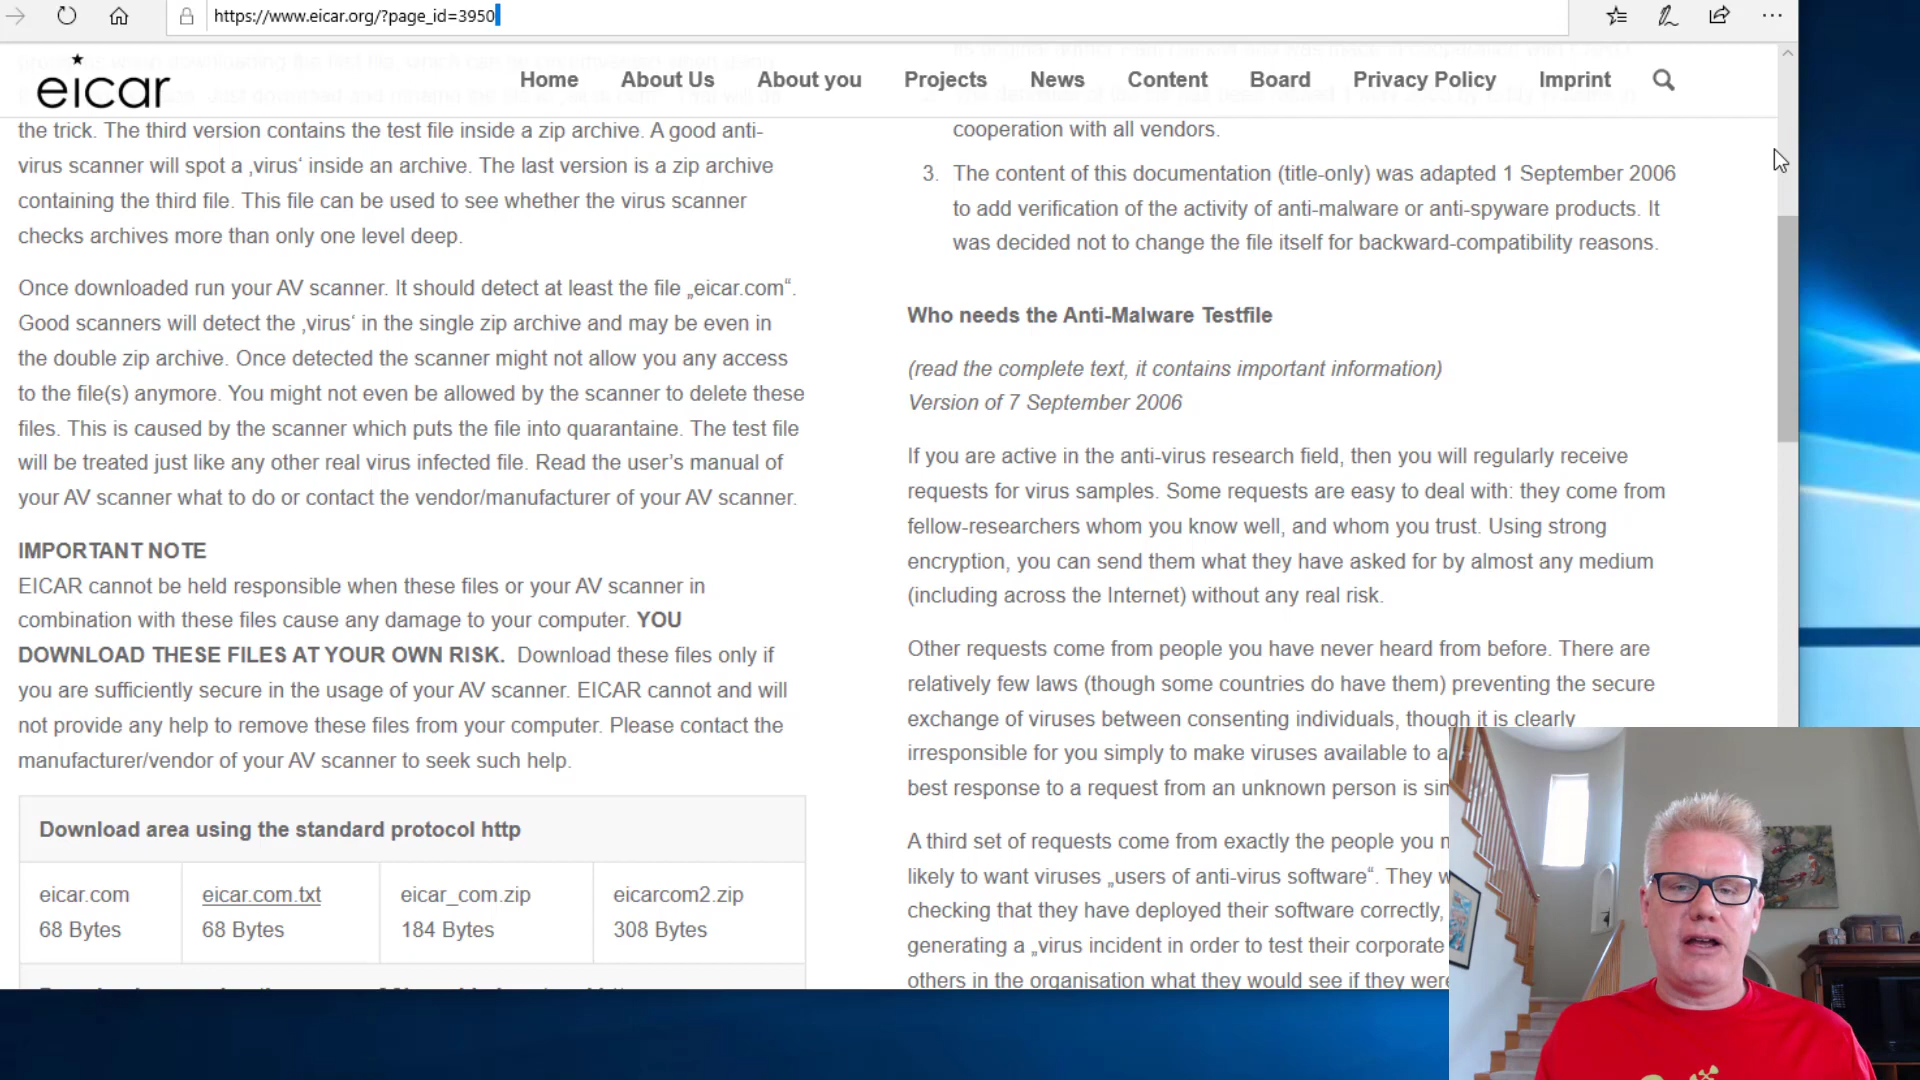 https://www.eicar.org/?page_id=3950
eicar
Home
About Us
About you
Projects
News
Content
Board
Privacy Policy
Imprint
the trick. The third version contains the test file inside a zip archive. A good anti-
virus scanner will spot a ‚virus‘ inside an archive. The last version is a zip archive
containing the third file. This file can be used to see whether the virus scanner
checks archives more than only one level deep.
Once downloaded run your AV scanner. It should detect at least the file „eicar.com“.
Good scanners will detect the ‚virus‘ in the single zip archive and may be even in
the double zip archive. Once detected the scanner might not allow you any access
to the file(s) anymore. You might not even be allowed by the scanner to delete these
files. This is caused by the scanner which puts the file into quarantaine. The test file
will be treated just like any other real virus infected file. Read the user’s manual of
your AV scanner what to do or contact the vendor/manufacturer of your AV scanner.
IMPORTANT NOTE
EICAR cannot be held responsible when these files or your AV scanner in
combination with these files cause any damage to your computer. YOU
DOWNLOAD THESE FILES AT YOUR OWN RISK. Download these files only if
you are sufficiently secure in the usage of your AV scanner. EICAR cannot and will
not provide any help to remove these files from your computer. Please contact the
manufacturer/vendor of your AV scanner to seek such help.
Download area using the standard protocol http
eicar.com
68 Bytes
eicar.com.txt
68 Bytes
eicar_com.zip
184 Bytes
eicarcom2.zip
308 Bytes
cooperation with all vendors.
3. The content of this documentation (title-only) was adapted 1 September 2006
to add verification of the activity of anti-malware or anti-spyware products. It
was decided not to change the file itself for backward-compatibility reasons.
Who needs the Anti-Malware Testfile
(read the complete text, it contains important information)
Version of 7 September 2006
If you are active in the anti-virus research field, then you will regularly receive
requests for virus samples. Some requests are easy to deal with: they come from
fellow-researchers whom you know well, and whom you trust. Using strong
encryption, you can send them what they have asked for by almost any medium
(including across the Internet) without any real risk.
Other requests come from people you have never heard from before. There are
relatively few laws (though some countries do have them) preventing the secure
exchange of viruses between consenting individuals, though it is clearly
irresponsible for you simply to make viruses available to a
best response to a request from an unknown person is
A third set of requests come from exactly the people you
likely to want viruses „users of anti-virus software“. They
checking that they have deployed their software correctly,
generating a „virus incident in order to test their corporate
others in the organisation what they would see if they were